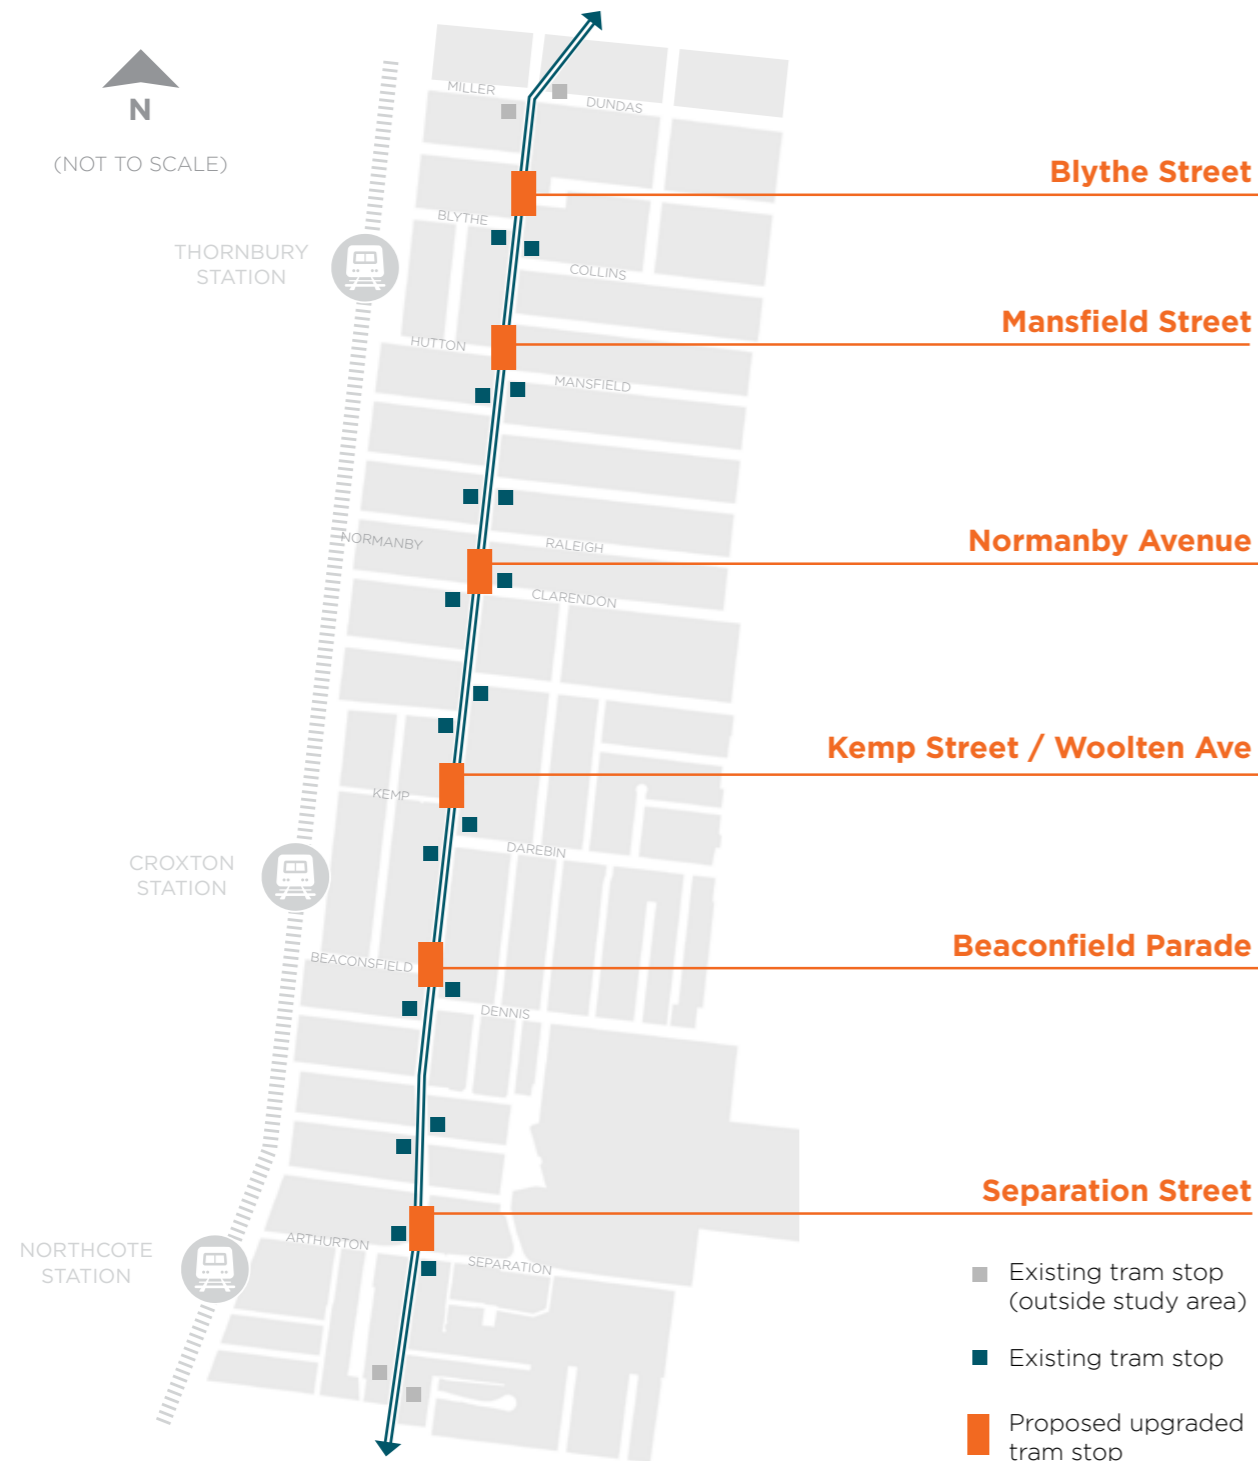 MILLER
DUNDAS
N
(NOT TO SCALE)
Blythe Street
BLYTHE
THORNBURY
STATION
COLLINS
Mansfield Street
HUTTON
MANSFIELD
Normanby Avenue
NORMANBY
RALEIGH
CLARENDON
Kemp Street / Woolten Ave
KEMP
DAREBIN
CROXTON
STATION
Beaconfield Parade
BEACONSFIELD
DENNIS
Separation Street
ARTHURTON
NORTHCOTE
STATION
SEPARATION
Existing tram stop
(outside study area)
Existing tram stop
Proposed upgraded
tram stop